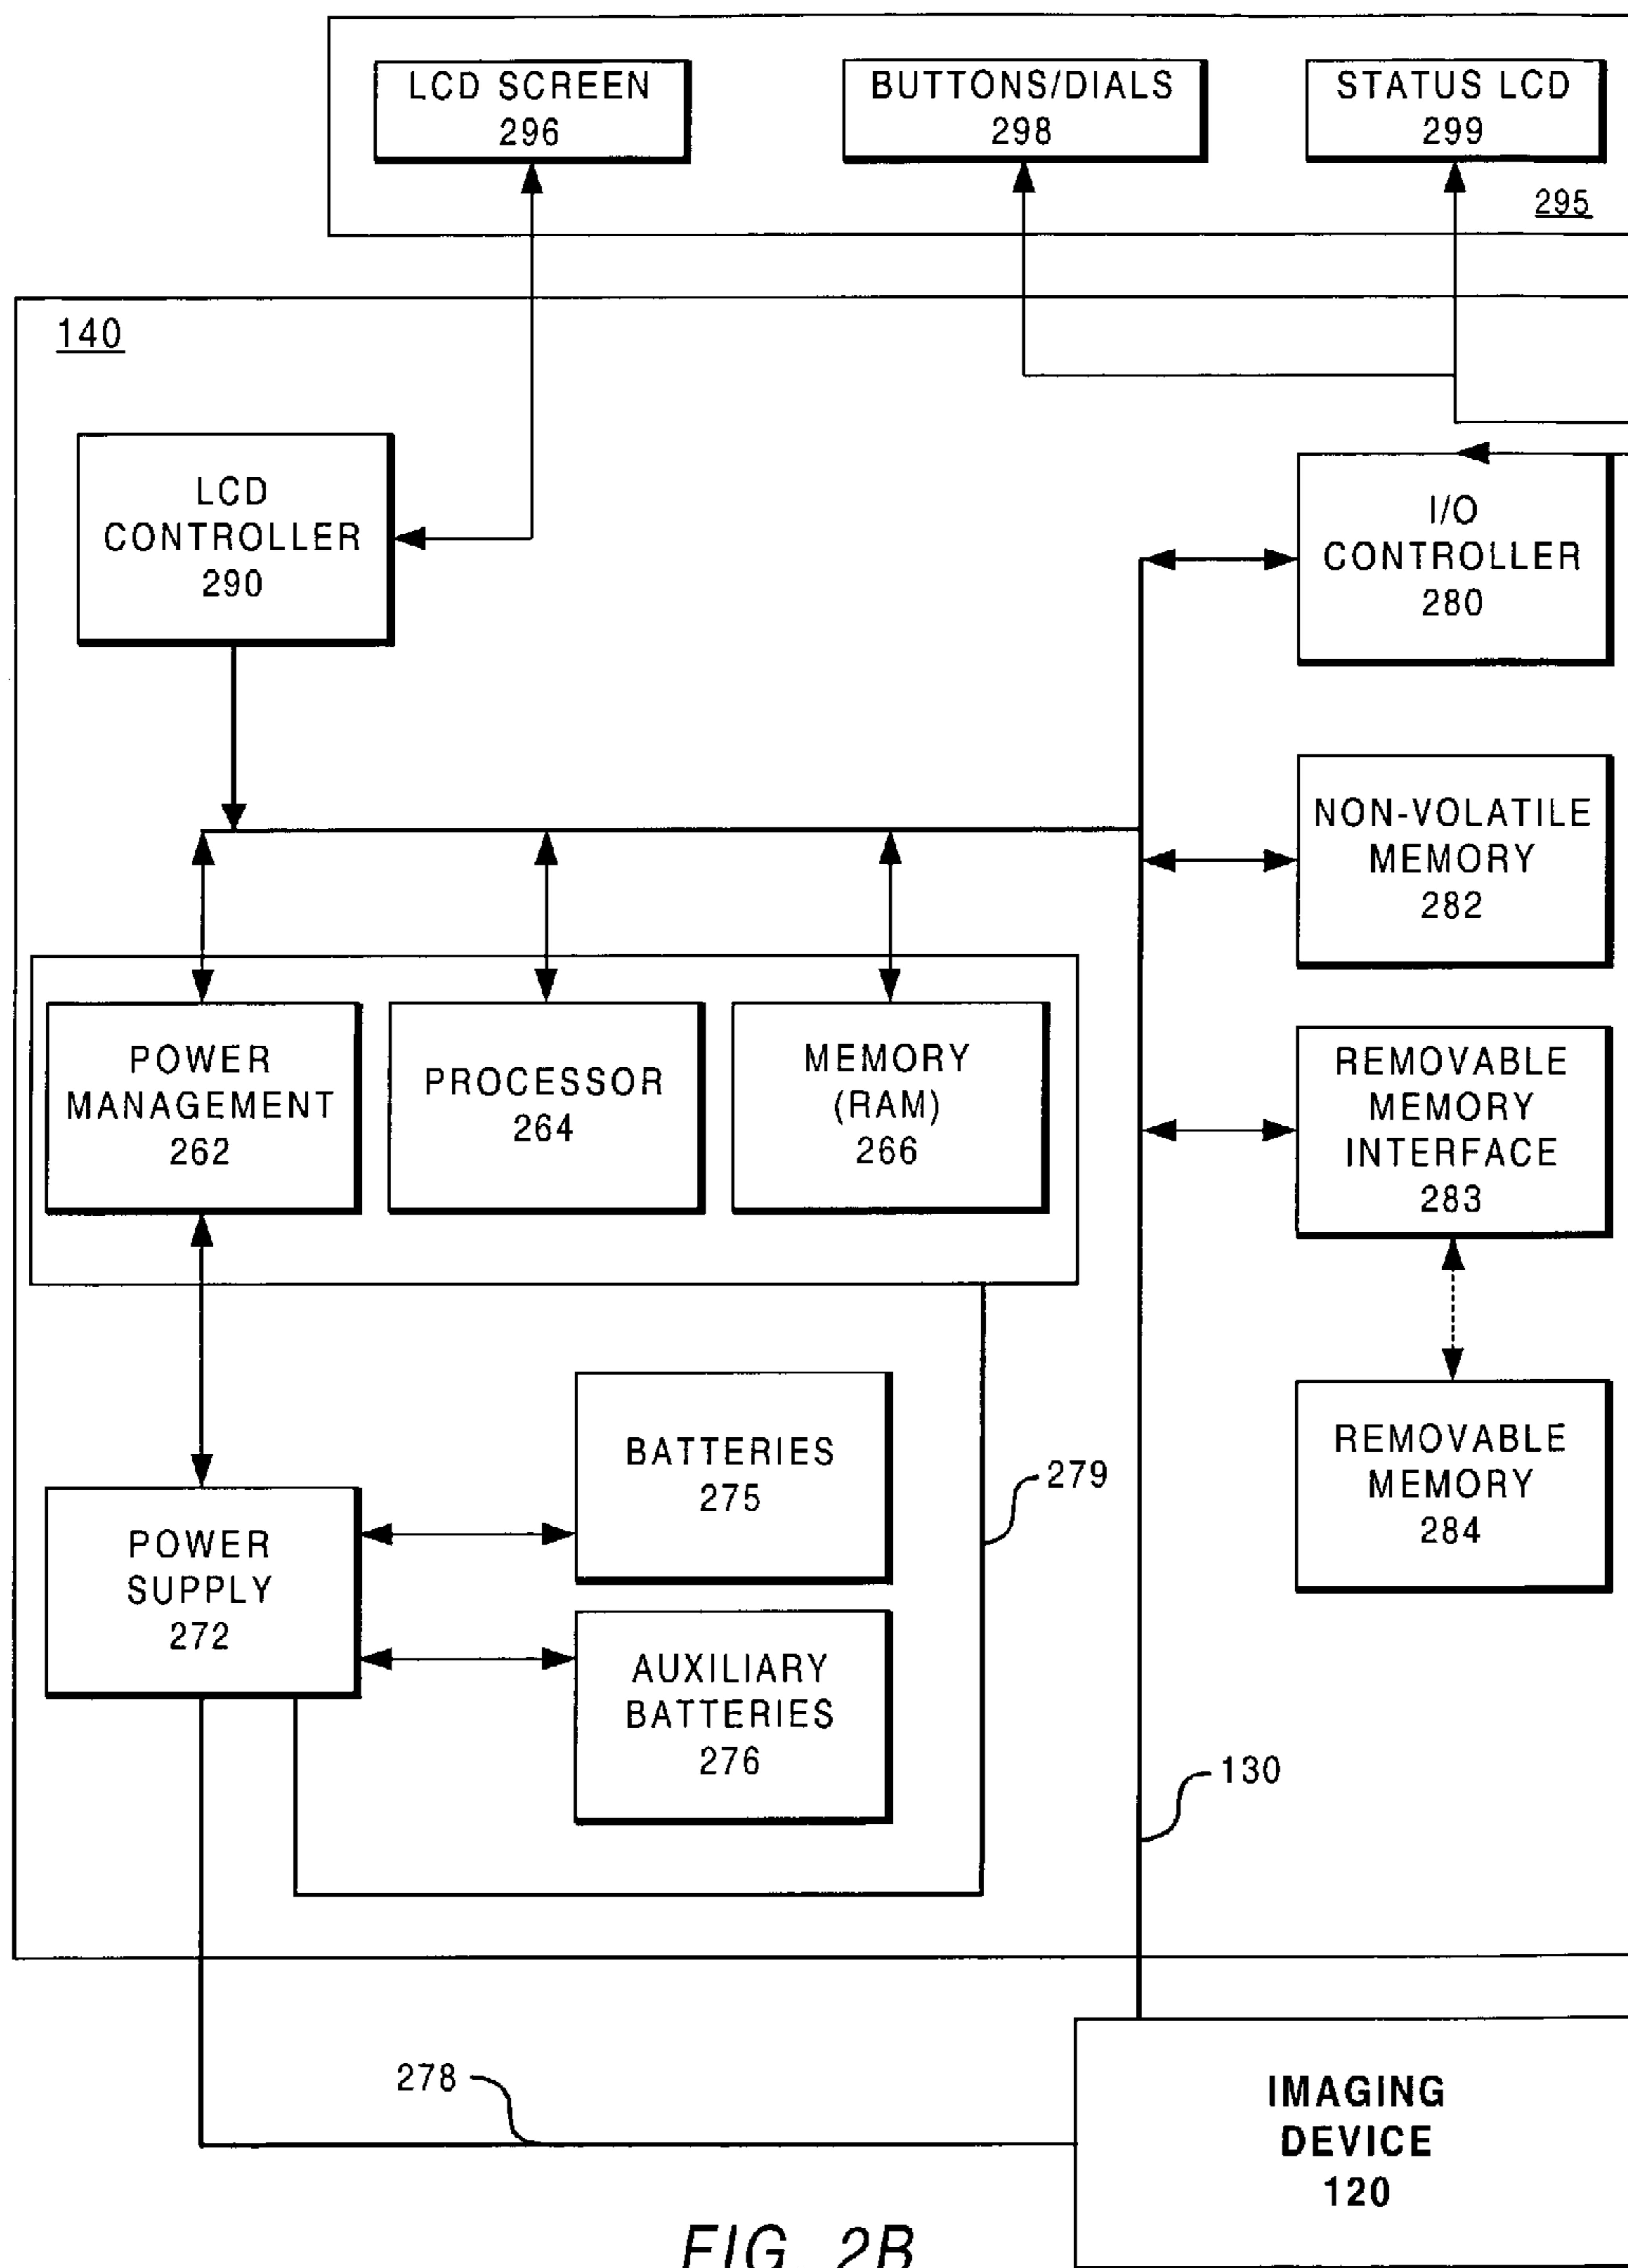 LCD SCREEN
296
BUTTONS/DIALS
298
STATUS LCD
299
295
140
LCD
CONTROLLER
290
I/O
CONTROLLER
280
NON-VOLATILE
MEMORY
282
POWER
MANAGEMENT
262
PROCESSOR
264
MEMORY
(RAM)
266
REMOVABLE
MEMORY
INTERFACE
283
BATTERIES
275
279
REMOVABLE
MEMORY
284
POWER
SUPPLY
272
AUXILIARY
BATTERIES
276
130
278
IMAGING
DEVICE
120
FIG. 2B